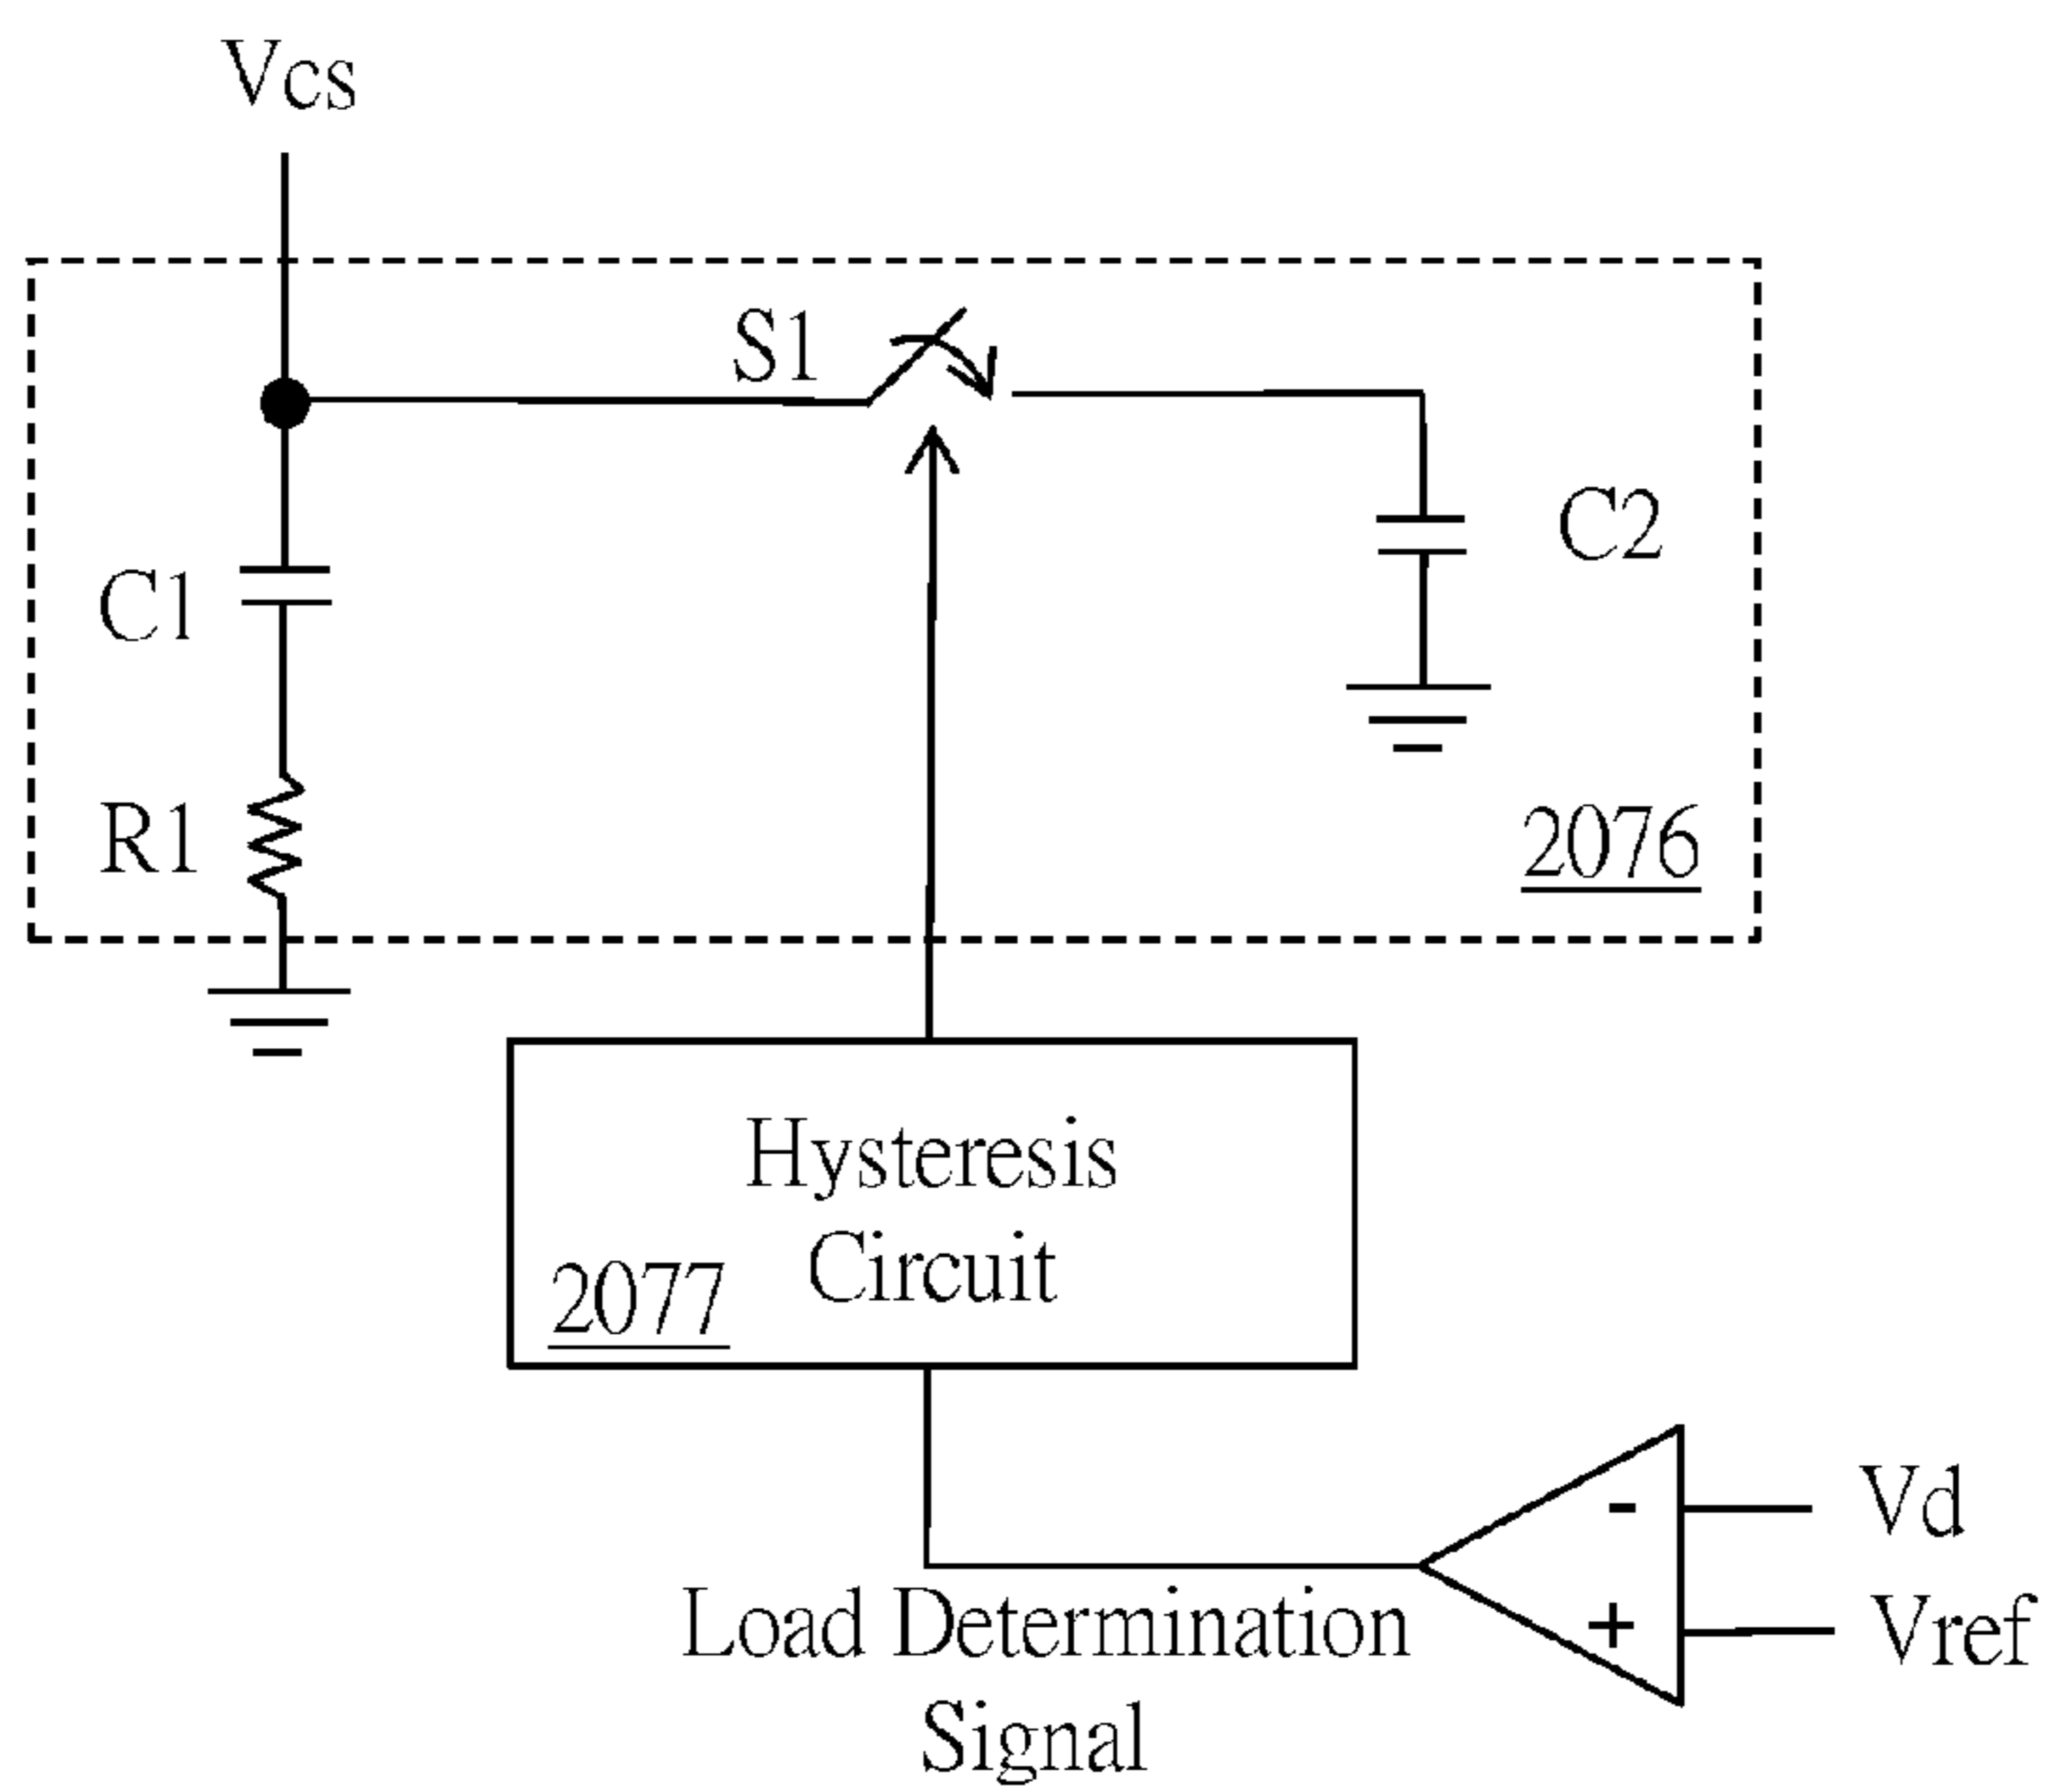 Vcs
S1
C2
C1
R1
2076
Hysteresis
Circuit
2077
- Vd
+ Vref
Load Determination
Signal